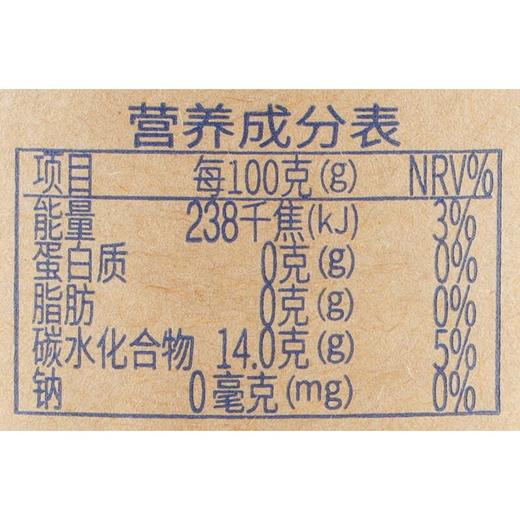 营养成分表
项目 每100克(g) NRV%
能量 238千焦(kJ) 3%
蛋白质 0克(g) 0%
脂肪 0克(g) 0%
碳水化合物 14.0克(g) 5%
钠 0毫克(mg) 0%